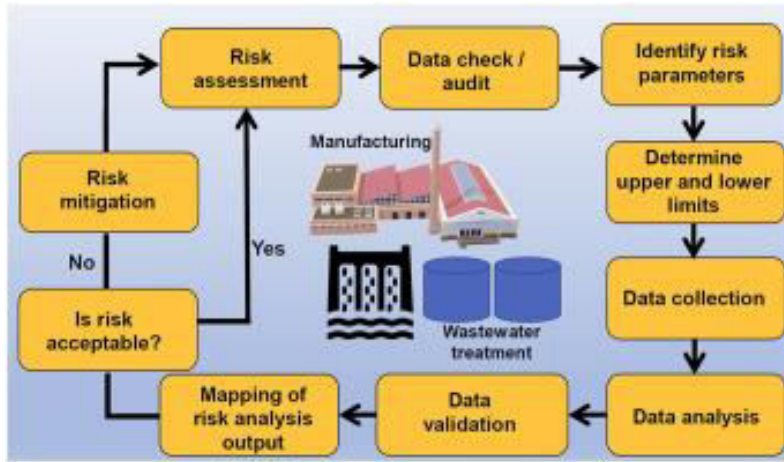 Risk
assessment
Data check /
audit
Identify risk
parameters
Manufacturing
Determine
upper and lower
limits
Risk
mitigation
No
Yes
Data collection
Is risk
acceptable?
Wastewater
treatment
Mapping of
risk analysis
output
Data
validation
Data analysis